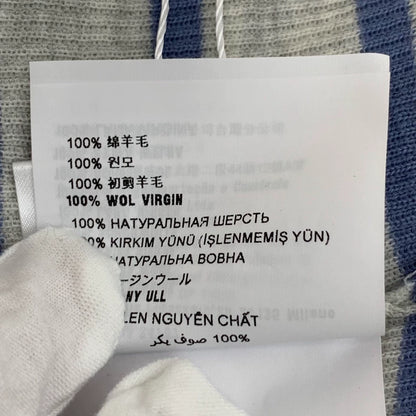 100% 绵羊毛
100% 원모
100% 初剪羊毛
100% WOL VIRGIN
100% НАТУРАЛЬНАЯ ШЕРСТЬ
% KIRKIM YÜNÜ (İŞLENMEMİŞ YÜN)
НАТУРАЛЬНА ВОВНА
ージンウール
NY ULL
LEN NGUYÊN CHẤT
100% صوف بكر